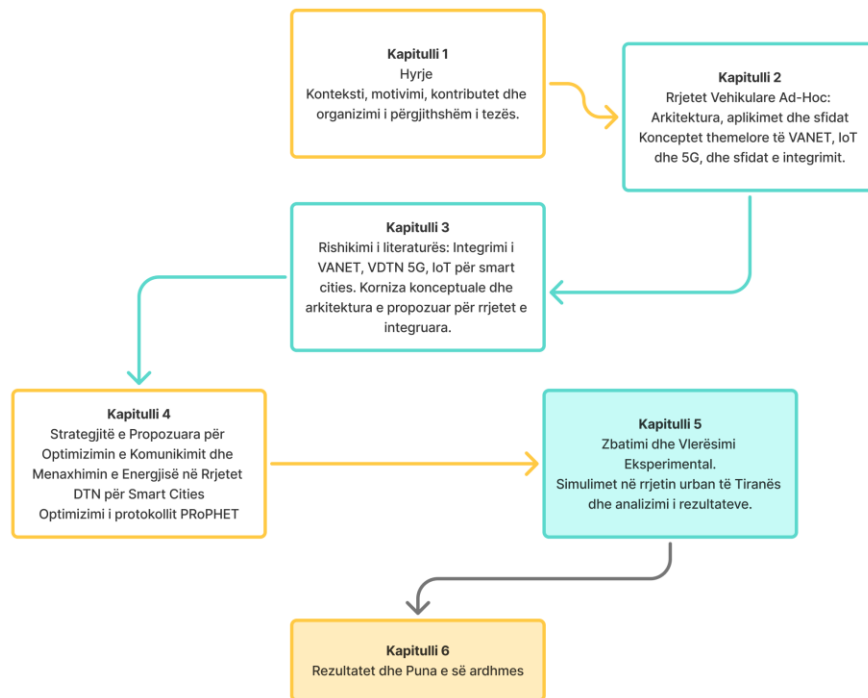 Kapitulli 1
Hyrje
Konteksti, motivimi, kontributet dhe
organizimi i përgjithshëm i tezës.
Kapitulli 2
Rrjetet Vehikulare Ad-Hoc:
Arkitektura, aplikimet dhe sfidat
Konceptet themelore të VANET, IoT
dhe 5G, dhe sfidat e integrimit.
Kapitulli 3
Rishikimi i literaturës: Integrimi i
VANET, VDTN 5G, IoT për smart
cities. Korniza konceptuale dhe
arkitektura e propozuar për rrjetet e
integruara.
Kapitulli 4
Strategjitë e Propozuara për
Optimizimin e Komunikimit dhe
Menaxhimin e Energjisë në Rrjetet
DTN për Smart Cities
Optimizimi i protokollit PRoPHET
Kapitulli 5
Zbatimi dhe Vlerësimi
Eksperimental.
Simulimet në rrjetin urban të Tiranës
dhe analizimi i rezultateve.
Kapitulli 6
Rezultatet dhe Puna e së ardhmes